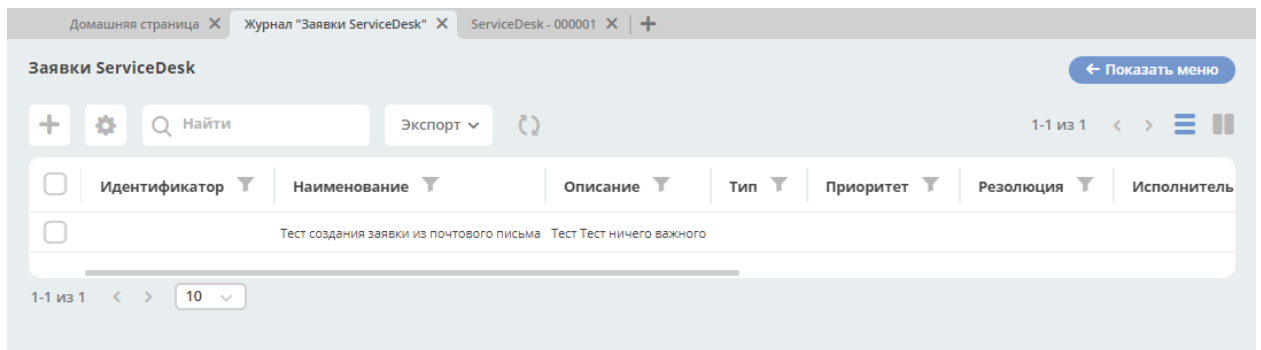 Домашняя страница Журнал "Заявки ServiceDesk" ServiceDesk - 000001
Заявки ServiceDesk
← Показать меню
Найти Экспорт 1-1 из 1
Идентификатор Наименование Описание Тип Приоритет Резолюция Исполнитель
Тест создания заявки из почтового письма Тест Тест ничего важного
1-1 из 1 10